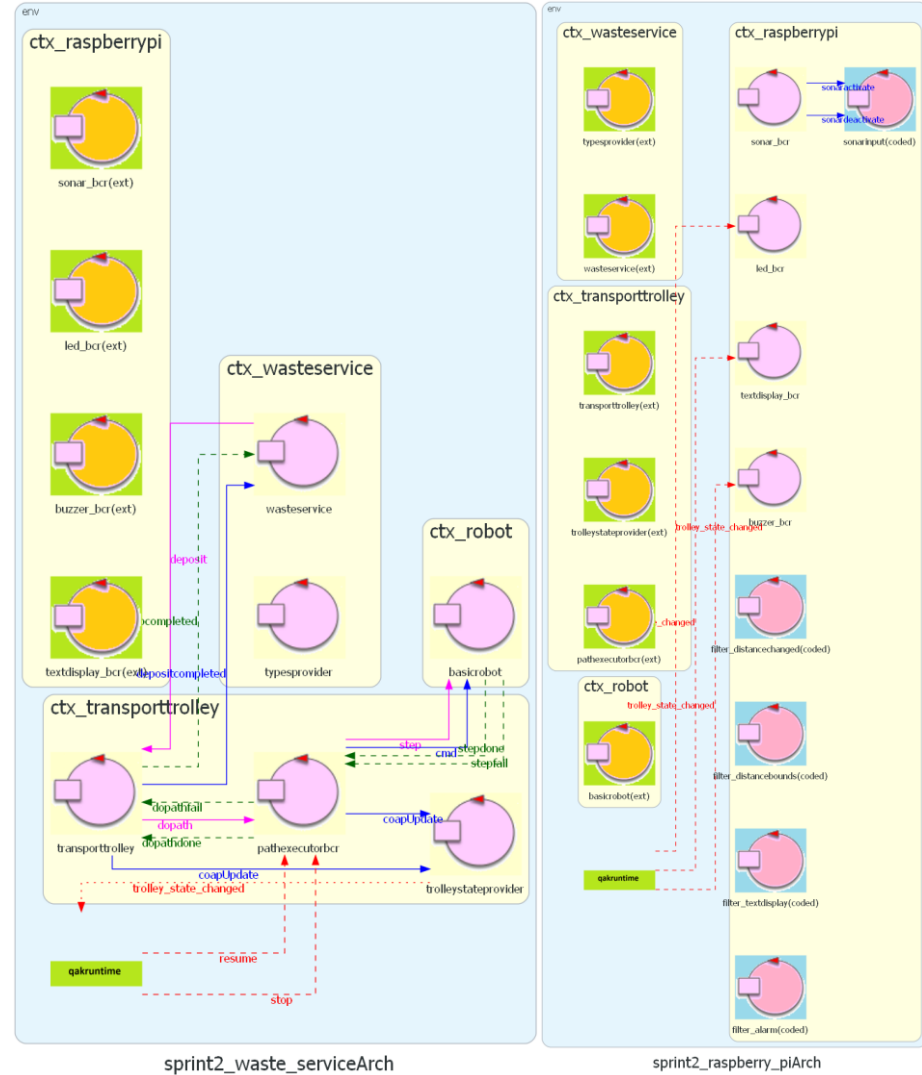 env
ctx_raspberrypi
sonar_bcr(ext)
led_bcr(ext)
buzzer_bcr(ext)
textdisplay_bcr(ext)
ctx_wasteservice
wasteservice
typesprovider
deposit
completed
depositcompleted
ctx_robot
basicrobot
ctx_transporttrolley
step
cmd
stepdone
stepfail
dopathfail
dopath
dopathdone
coapUpdate
transporttrolley
pathexecutorbcr
trolleystateprovider
coapUpdate
trolley_state_changed
qakruntime
resume
stop
sprint2_waste_serviceArch
env
ctx_wasteservice
typesprovider(ext)
wasteservice(ext)
ctx_transporttrolley
transporttrolley(ext)
trolleystateprovider(ext)
pathexecutorbcr(ext)
_changed
ctx_robot
basicrobot(ext)
qakruntime
ctx_raspberrypi
sonaractivate
sonardeactivate
sonar_bcr
sonarinput(coded)
led_bcr
textdisplay_bcr
buzzer_bcr
trolley_state_changed
filter_distancechanged(coded)
trolley_state_changed
filter_distancebounds(coded)
filter_textdisplay(coded)
filter_alarm(coded)
sprint2_raspberry_piArch